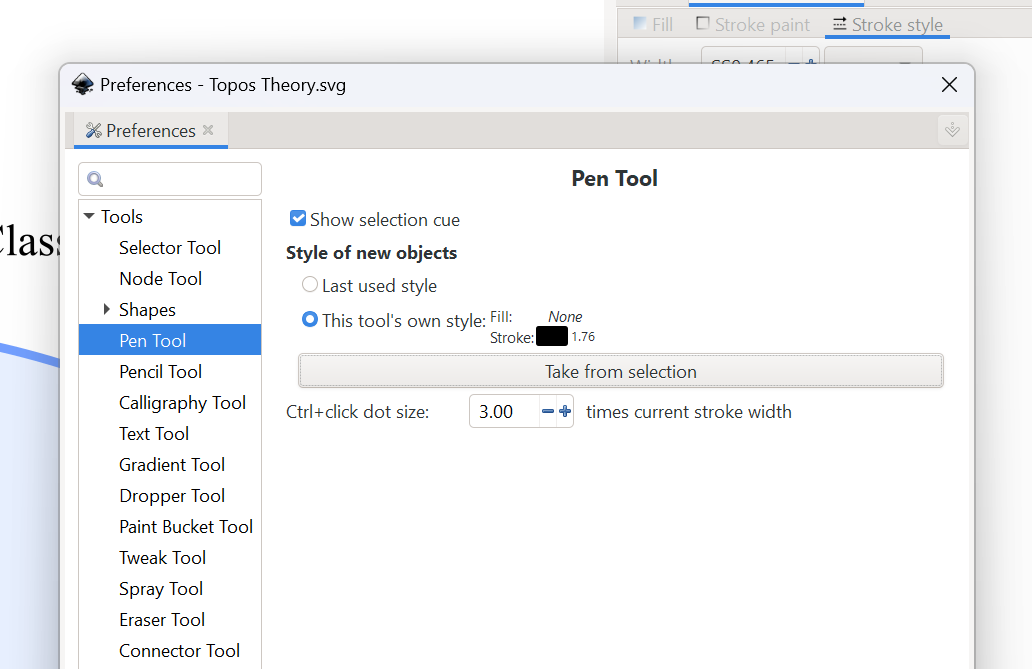 Fill Stroke paint Stroke style
Preferences - Topos Theory.svg
Preferences
Pen Tool
Tools
Show selection cue
Selector Tool
Style of new objects
Node Tool
Last used style
Shapes
This tool's own style: Fill: None
Stroke: 1.76
Pen Tool
Pencil Tool
Take from selection
Calligraphy Tool
Ctrl+click dot size: 3.00 times current stroke width
Text Tool
Gradient Tool
Dropper Tool
Paint Bucket Tool
Tweak Tool
Spray Tool
Eraser Tool
Connector Tool